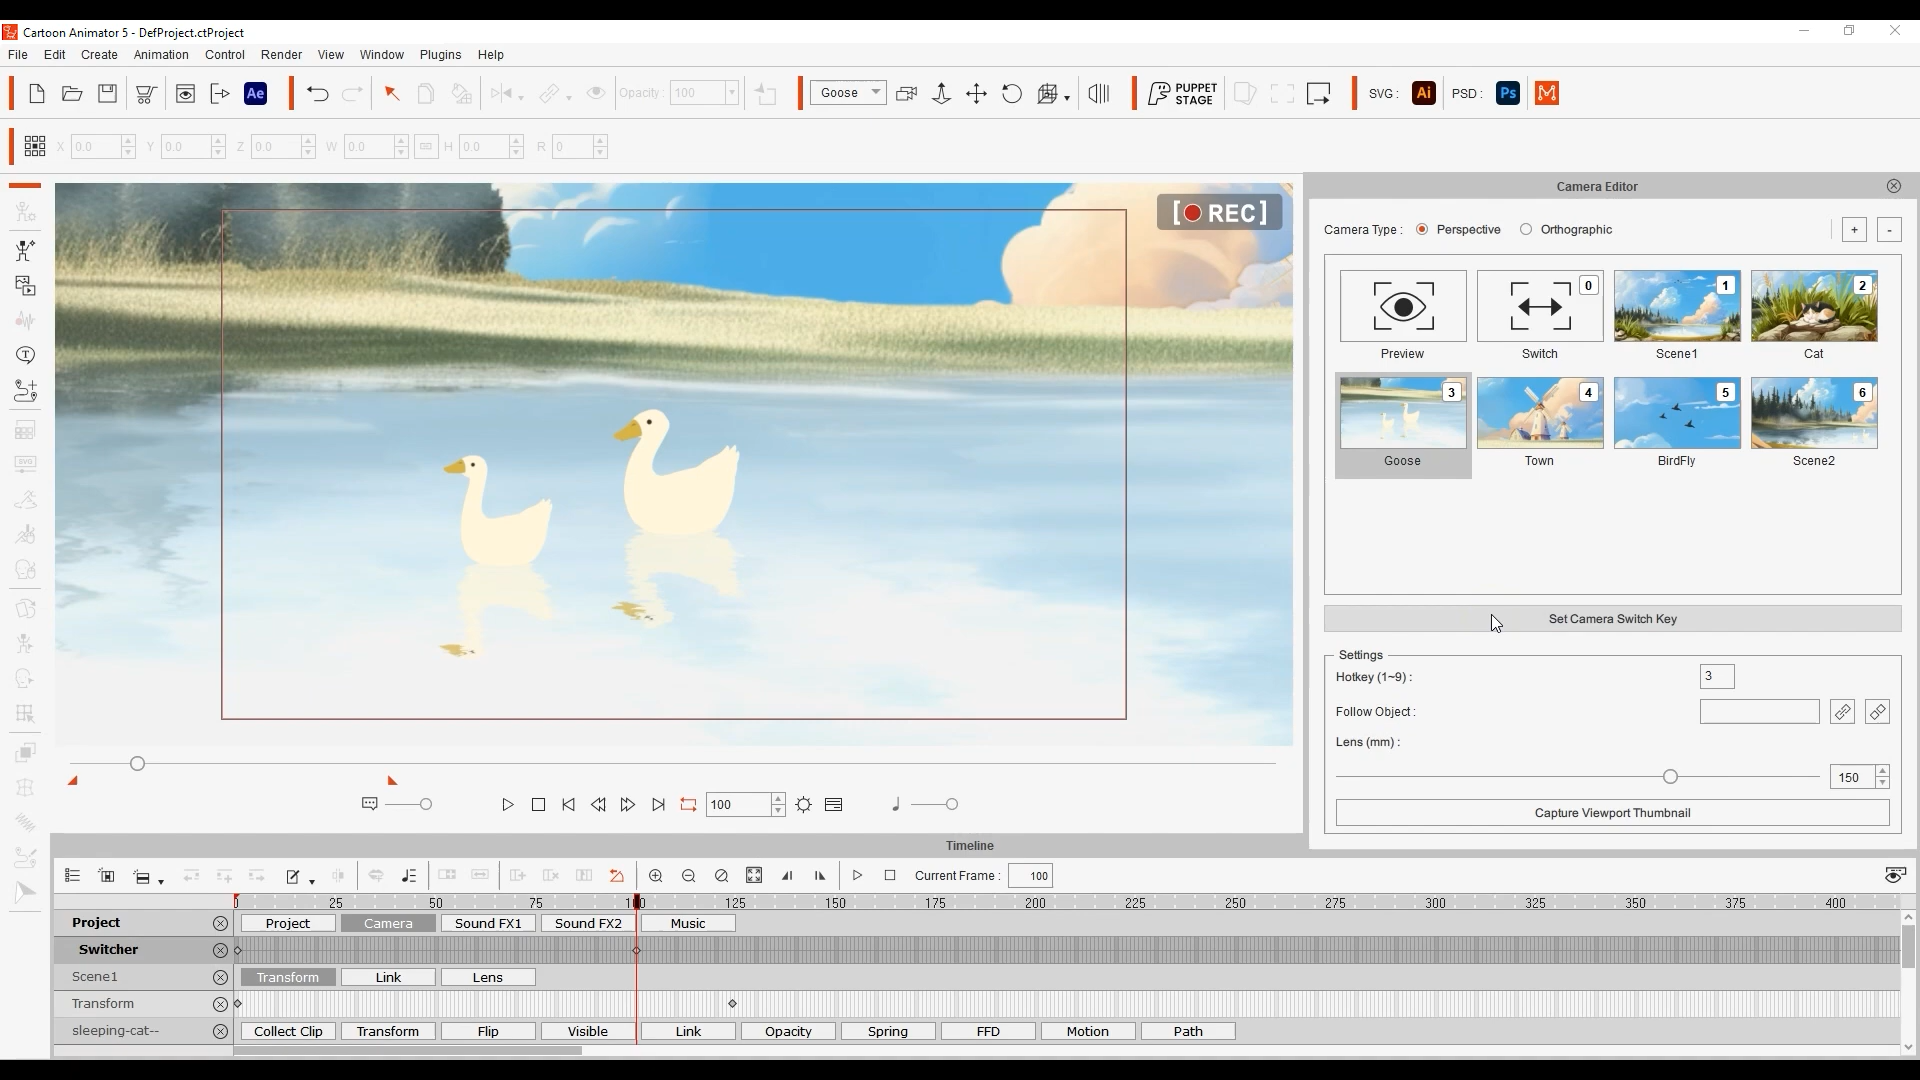 Cartoon Animator 5 - DefProject.ctProject
File Edit Create Animation Control Render View Window Plugins Help
Ae Opacity : 100 Goose PUPPET STAGE SVG : Ai PSD : Ps
X 0.0 Y 0.0 Z 0.0 W 0.0 H 0.0 R 0
[ REC ]
Camera Editor
Camera Type : Perspective Orthographic + -
0 1 2
Preview Switch Scene1 Cat
3 4 5 6
Goose Town BirdFly Scene2
Set Camera Switch Key
Settings
Hotkey (1~9) : 3
Follow Object :
Lens (mm) :
150
Capture Viewport Thumbnail
100
Timeline
Current Frame : 100
0 25 50 75 100 125 150 175 200 225 250 275 300 325 350 375 400
Project Project Camera Sound FX1 Sound FX2 Music
Switcher
Scene1 Transform Link Lens
Transform
sleeping-cat-- Collect Clip Transform Flip Visible Link Opacity Spring FFD Motion Path